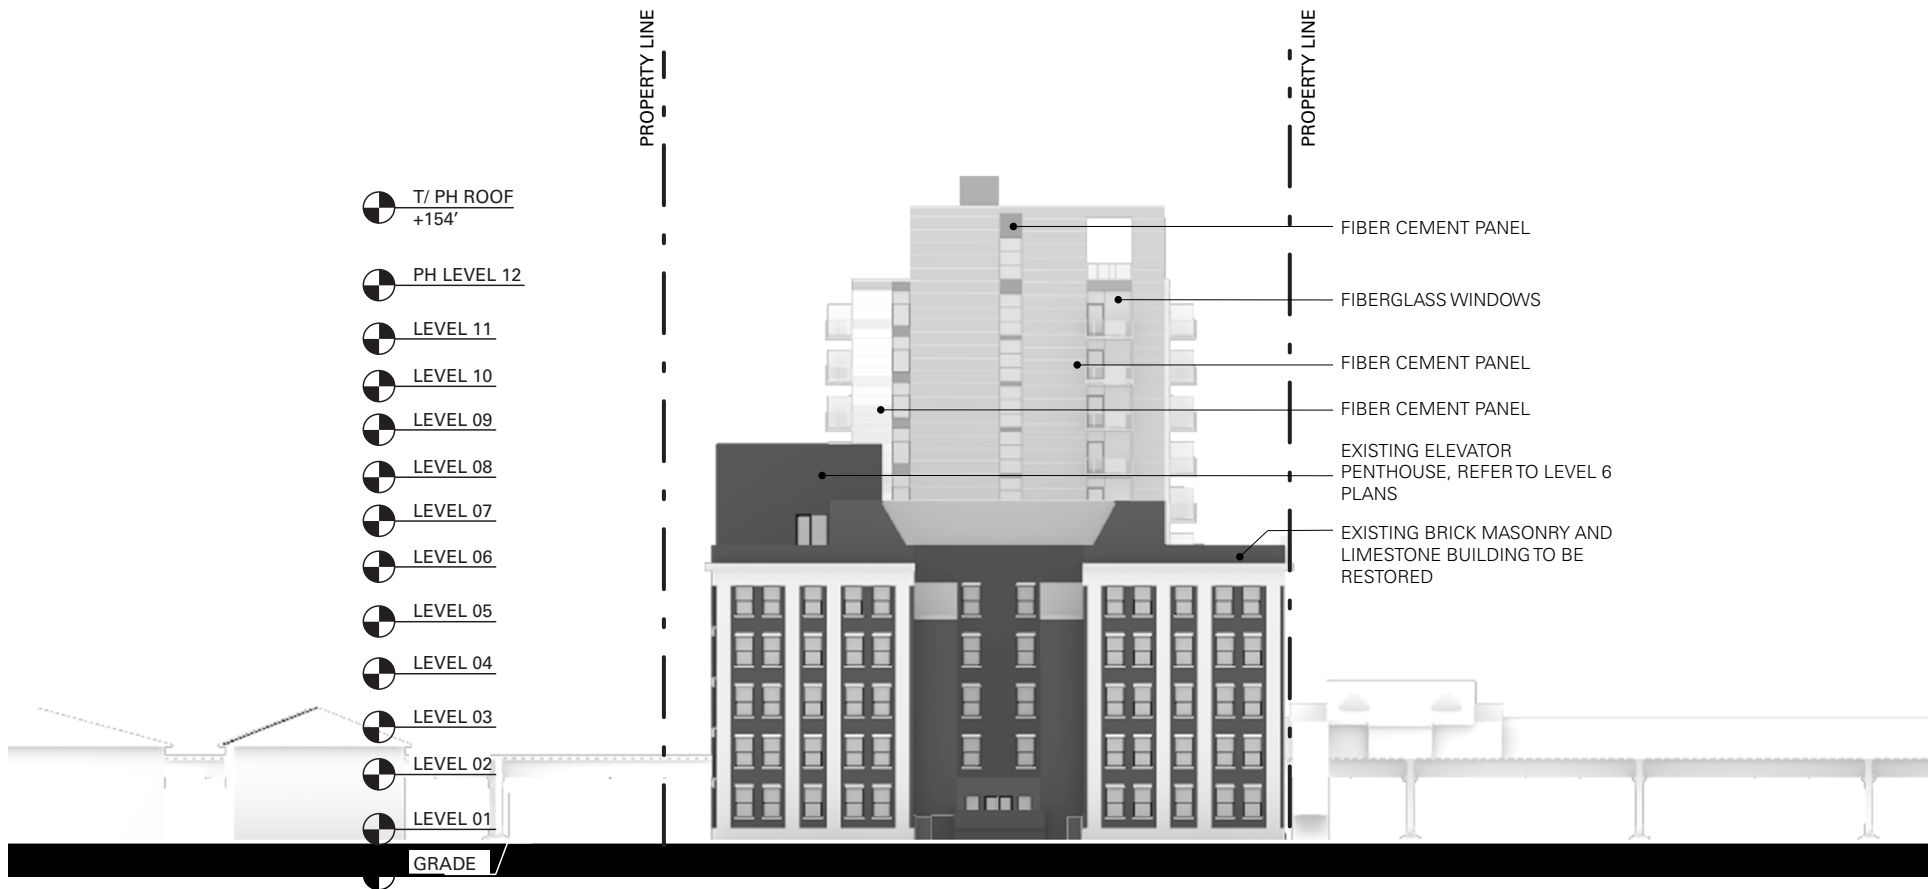 PROPERTY LINE
PROPERTY LINE
T/ PH ROOF
+154’
PH LEVEL 12
LEVEL 11
LEVEL 10
LEVEL 09
LEVEL 08
LEVEL 07
LEVEL 06
LEVEL 05
LEVEL 04
LEVEL 03
LEVEL 02
LEVEL 01
GRADE
FIBER CEMENT PANEL
FIBERGLASS WINDOWS
FIBER CEMENT PANEL
FIBER CEMENT PANEL
EXISTING ELEVATOR
PENTHOUSE, REFER TO LEVEL 6
PLANS
EXISTING BRICK MASONRY AND
LIMESTONE BUILDING TO BE
RESTORED